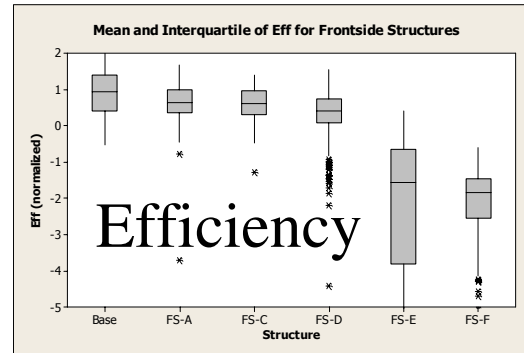 Mean and Interquartile of Eff for Frontside Structures
Eff (normalized)
2
1
0
-1
-2
-3
-4
-5
Efficiency
Base FS-A FS-C FS-D FS-E FS-F
Structure